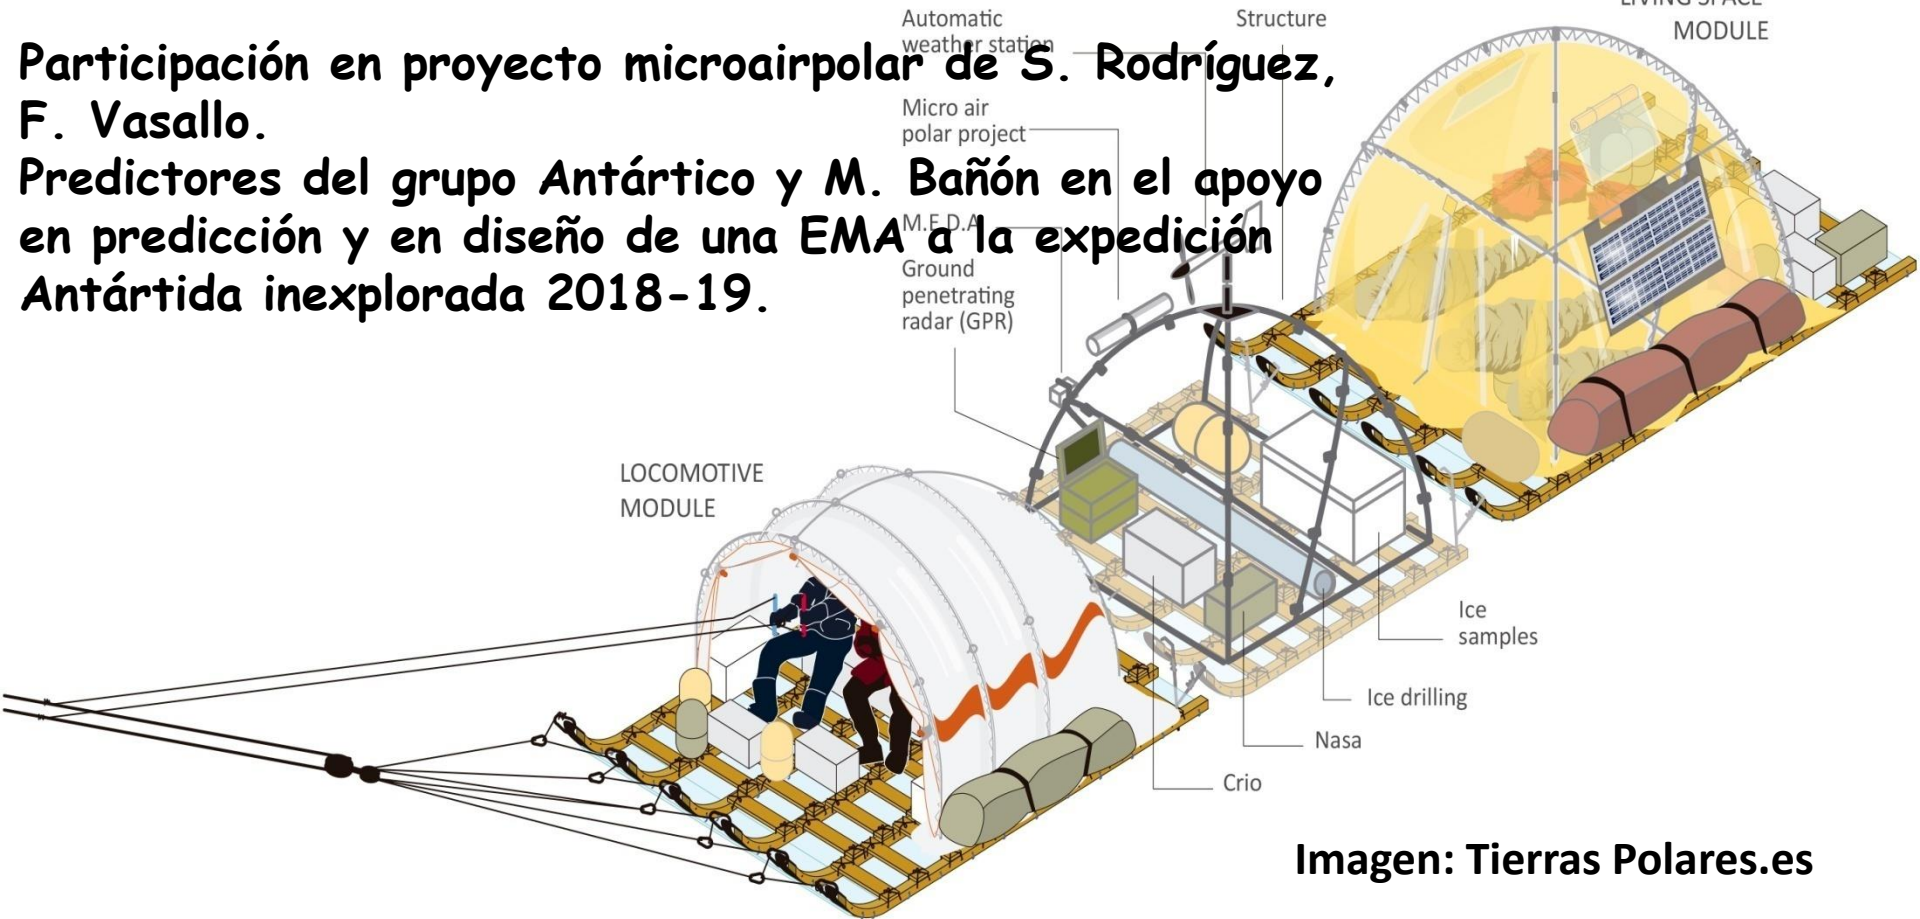 Participación en proyecto microairpolar de S. Rodríguez,
F. Vasallo.
Predictores del grupo Antártico y M. Bañón en el apoyo
en predicción y en diseño de una EMA a la expedición
Antártida inexplorada 2018-19.
Automatic
weather station
Structure
LIVING SPACE
MODULE
Micro air
polar project
M.E.D.A
Ground
penetrating
radar (GPR)
LOCOMOTIVE
MODULE
Ice
samples
Ice drilling
Nasa
Crio
Imagen: Tierras Polares.es